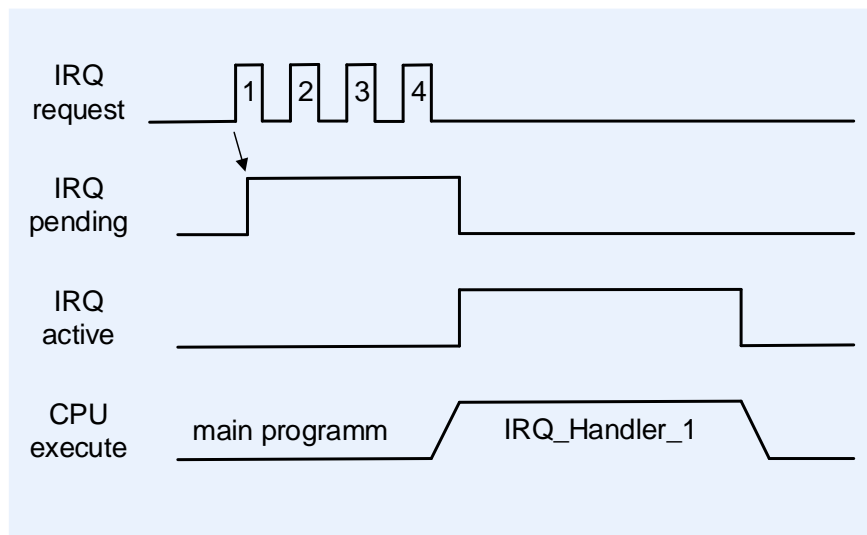 IRQ
request
1 2 3 4
IRQ
pending
IRQ
active
CPU
execute
main programm
IRQ_Handler_1